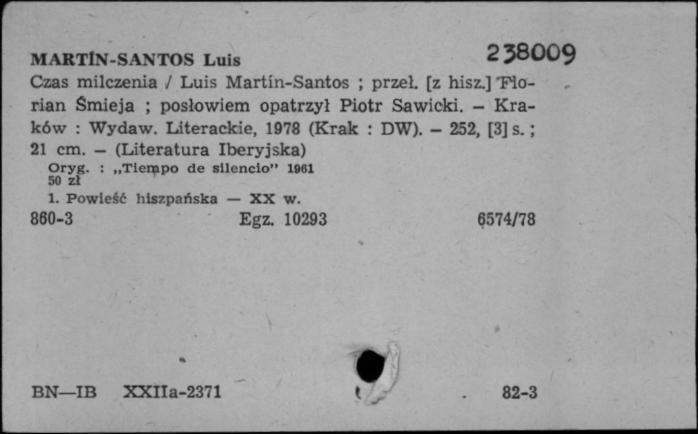 MARTÍN-SANTOS Luis 238009
Czas milczenia / Luis Martín-Santos ; przeł. [z hisz.] Flo-
rian Śmieja ; posłowiem opatrzył Piotr Sawicki. — Kra-
ków : Wydaw. Literackie, 1978 (Krak : DW). — 252, [3] s. ;
21 cm. — (Literatura Iberyjska)
Oryg. : „Tiempo de silencio" 1961
50 zł
1. Powieść hiszpańska — XX w.
860-3 Egz. 10293 6574/78
BN—IB XXIIa-2371 82-3